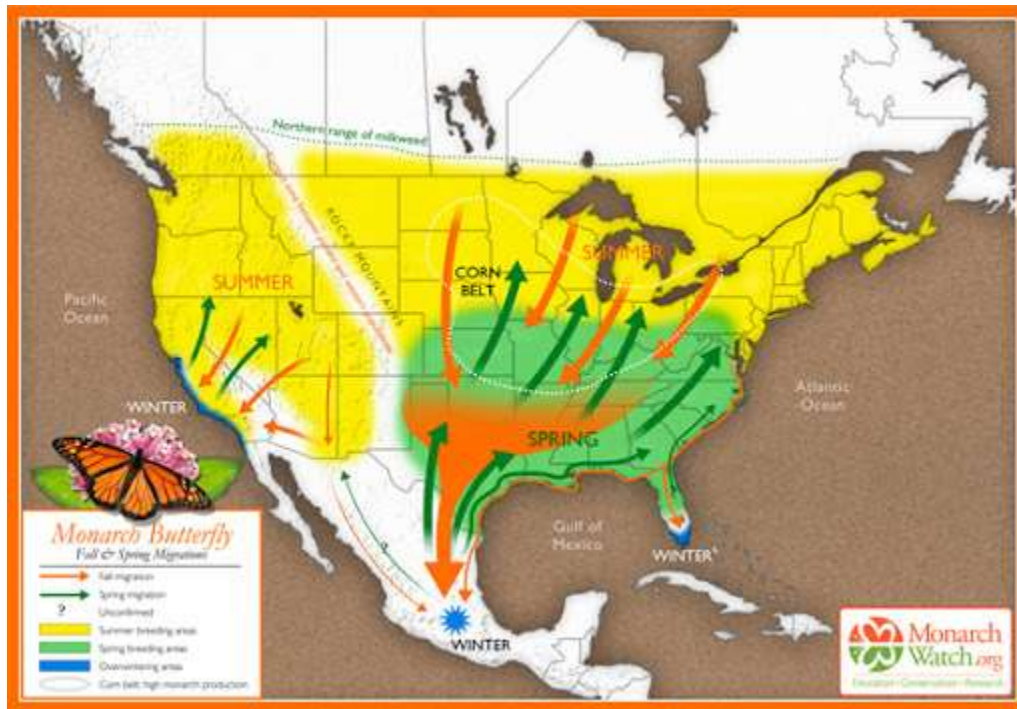 Northern range of milkweed
ROCKY MOUNTAINS
SUMMER
SUMMER
CORN
BELT
Pacific
Ocean
Atlantic
Ocean
WINTER
SPRING
Gulf of
Mexico
WINTER
?
WINTER
Monarch Butterfly
Fall & Spring Migrations
Fall migration
Spring migration
? Unconfirmed
Summer breeding areas
Spring breeding areas
Overwintering areas
Corn belt: high monarch production
Monarch
Watch.org
Education · Conservation · Research